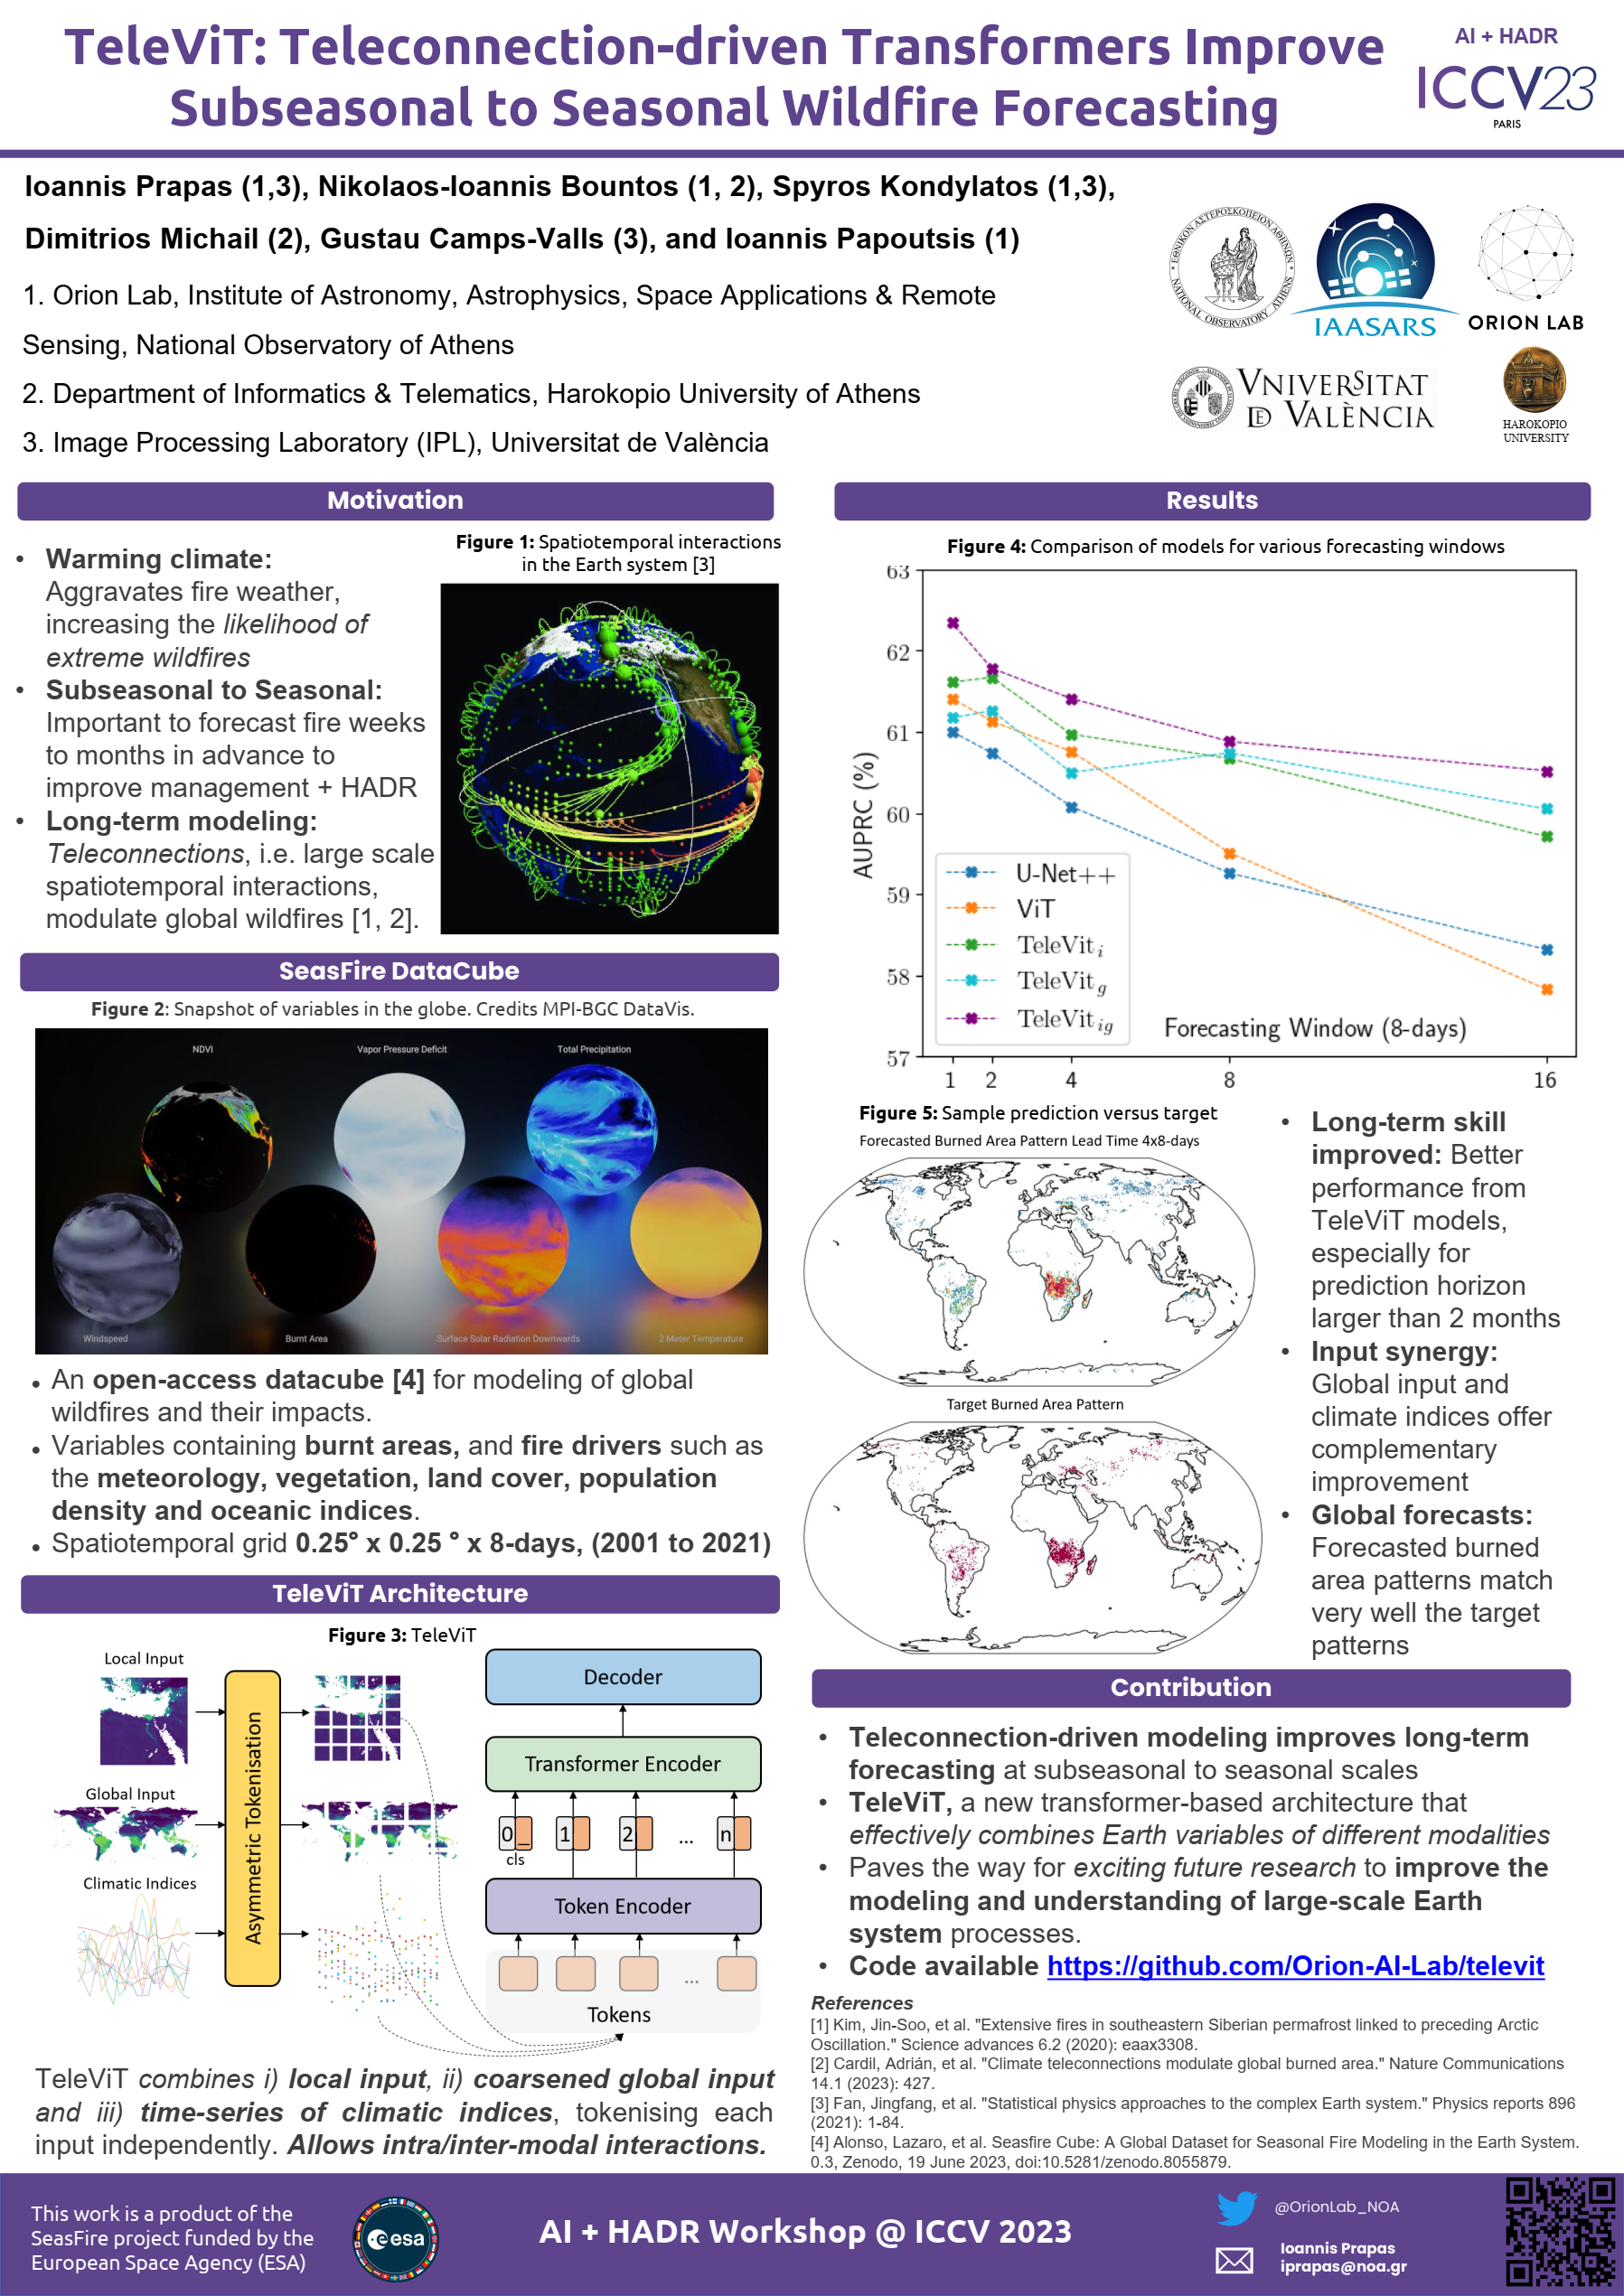 TeleViT: Teleconnection-driven Transformers Improve
Subseasonal to Seasonal Wildfire Forecasting
AI + HADR
ICCV23
PARIS
Ioannis Prapas (1,3), Nikolaos-Ioannis Bountos (1, 2), Spyros Kondylatos (1,3),
Dimitrios Michail (2), Gustau Camps-Valls (3), and Ioannis Papoutsis (1)
1. Orion Lab, Institute of Astronomy, Astrophysics, Space Applications & Remote
Sensing, National Observatory of Athens
2. Department of Informatics & Telematics, Harokopio University of Athens
3. Image Processing Laboratory (IPL), Universitat de València
ΕΘΝΙΚΟΝ ΑΣΤΕΡΟΣΚΟΠΕΙΟΝ ΑΘΗΝΩΝ
NATIONAL OBSERVATORY ATHENS
IAASARS
ORION LAB
VNIVERSITAT
DE VALÈNCIA
HAROKOPIO
UNIVERSITY
Motivation
• Warming climate:
Aggravates fire weather,
increasing the likelihood of
extreme wildfires
• Subseasonal to Seasonal:
Important to forecast fire weeks
to months in advance to
improve management + HADR
• Long-term modeling:
Teleconnections, i.e. large scale
spatiotemporal interactions,
modulate global wildfires [1, 2].
Figure 1: Spatiotemporal interactions
in the Earth system [3]
SeasFire DataCube
Figure 2: Snapshot of variables in the globe. Credits MPI-BGC DataVis.
NDVI
Vapor Pressure Deficit
Total Precipitation
Windspeed
Burnt Area
Surface Solar Radiation Downwards
2 Meter Temperature
• An open-access datacube [4] for modeling of global
wildfires and their impacts.
• Variables containing burnt areas, and fire drivers such as
the meteorology, vegetation, land cover, population
density and oceanic indices.
• Spatiotemporal grid 0.25° x 0.25 ° x 8-days, (2001 to 2021)
TeleViT Architecture
Figure 3: TeleViT
Local Input
Global Input
Climatic Indices
Asymmetric Tokenisation
Decoder
Transformer Encoder
0 _ 1 2 ... n
cls
Token Encoder
...
Tokens
TeleViT combines i) local input, ii) coarsened global input
and iii) time-series of climatic indices, tokenising each
input independently. Allows intra/inter-modal interactions.
Results
Figure 4: Comparison of models for various forecasting windows
63
62
61
60
59
58
57
AUPRC (%)
U-Net++
ViT
TeleVit i
TeleVit g
TeleVit ig
Forecasting Window (8-days)
1 2 4 8 16
Figure 5: Sample prediction versus target
Forecasted Burned Area Pattern Lead Time 4x8-days
Target Burned Area Pattern
• Long-term skill
improved: Better
performance from
TeleViT models,
especially for
prediction horizon
larger than 2 months
• Input synergy:
Global input and
climate indices offer
complementary
improvement
• Global forecasts:
Forecasted burned
area patterns match
very well the target
patterns
Contribution
• Teleconnection-driven modeling improves long-term
forecasting at subseasonal to seasonal scales
• TeleViT, a new transformer-based architecture that
effectively combines Earth variables of different modalities
• Paves the way for exciting future research to improve the
modeling and understanding of large-scale Earth
system processes.
• Code available https://github.com/Orion-AI-Lab/televit
References
[1] Kim, Jin-Soo, et al. "Extensive fires in southeastern Siberian permafrost linked to preceding Arctic
Oscillation." Science advances 6.2 (2020): eaax3308.
[2] Cardil, Adrián, et al. "Climate teleconnections modulate global burned area." Nature Communications
14.1 (2023): 427.
[3] Fan, Jingfang, et al. "Statistical physics approaches to the complex Earth system." Physics reports 896
(2021): 1-84.
[4] Alonso, Lazaro, et al. Seasfire Cube: A Global Dataset for Seasonal Fire Modeling in the Earth System.
0.3, Zenodo, 19 June 2023, doi:10.5281/zenodo.8055879.
This work is a product of the
SeasFire project funded by the
European Space Agency (ESA)
esa
AI + HADR Workshop @ ICCV 2023
@OrionLab_NOA
Ioannis Prapas
iprapas@noa.gr